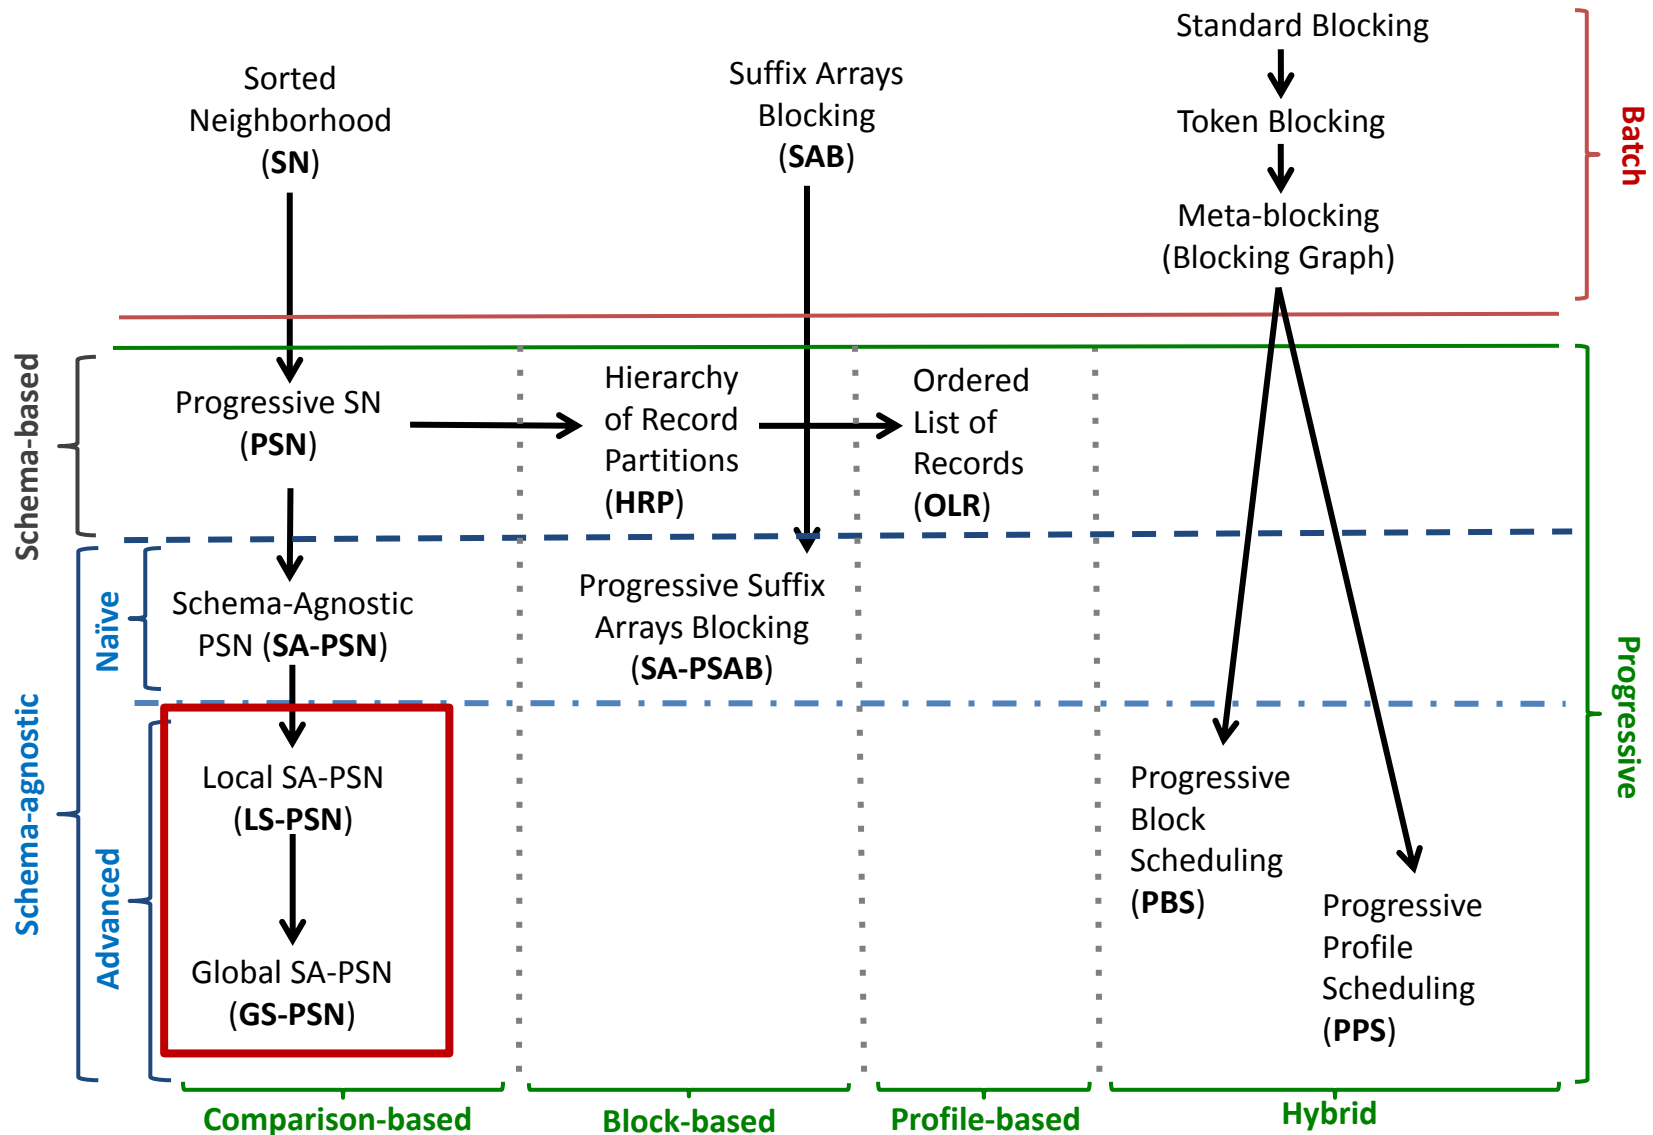 Standard Blocking
Token Blocking
Meta-blocking
(Blocking Graph)
Sorted
Neighborhood
(SN)
Suffix Arrays
Blocking
(SAB)
Batch
Schema-based
Progressive SN
(PSN)
Hierarchy
of Record
Partitions
(HRP)
Ordered
List of
Records
(OLR)
Schema-agnostic
Naïve
Schema-Agnostic
PSN (SA-PSN)
Progressive Suffix
Arrays Blocking
(SA-PSAB)
Progressive
Advanced
Local SA-PSN
(LS-PSN)
Global SA-PSN
(GS-PSN)
Progressive
Block
Scheduling
(PBS)
Progressive
Profile
Scheduling
(PPS)
Comparison-based
Block-based
Profile-based
Hybrid